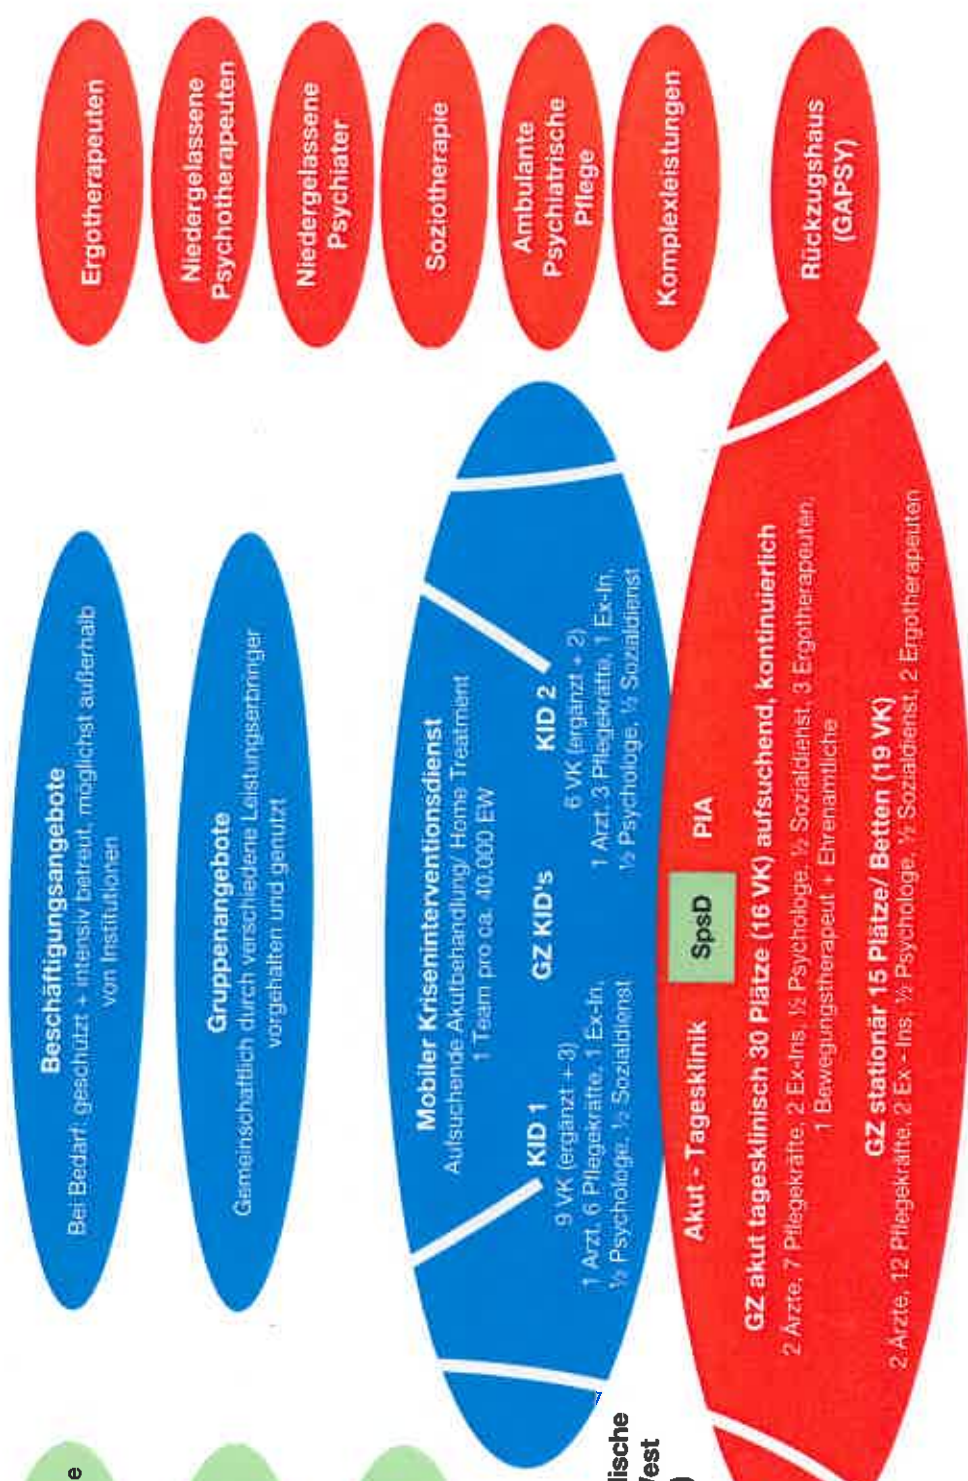 Ergotherapeuten
Niedergelassene
Psychotherapeuten
Niedergelassene
Psychiater
Soziotherapie
Ambulante
Psychiatrische
Pflege
Komplexleistungen
Rückzugshaus
(GAPSY)
Beschäftigungsangebote
Bei Bedarf: geschützt + intensiv betreut, möglichst außerhalb
von Institutionen
Gruppenangebote
Gemeinschaftlich durch verschiedene Leistungserbringer
vorgehalten und genutzt
Mobiler Kriseninterventionsdienst
Aufsuchende Akutbehandlung/ Home Treatment
1 Team pro ca. 40.000 EW
GZ KID's
KID 1
9 VK (ergänzt + 3)
1 Arzt, 6 Pflegekräfte, 1 Ex-In,
½ Psychologe, ½ Sozialdienst
KID 2
6 VK (ergänzt + 2)
1 Arzt, 3 Pflegekräfte, 1 Ex-In,
½ Psychologe, ⅓ Sozialdienst
Akut - Tagesklinik
SpsD
PIA
GZ akut tagesklinisch 30 Plätze (16 VK) aufsuchend, kontinuierlich
2 Ärzte, 7 Pflegekräfte, 2 Ex-Ins, ½ Psychologe, ½ Sozialdienst, 3 Ergotherapeuten,
1 Bewegungstherapeut + Ehrenamtliche
GZ stationär 15 Plätze/ Betten (19 VK)
2 Ärzte, 12 Pflegekräfte, 2 Ex - Ins, ½ Psychologe, ½ Sozialdienst, 2 Ergotherapeuten
e
lische
)